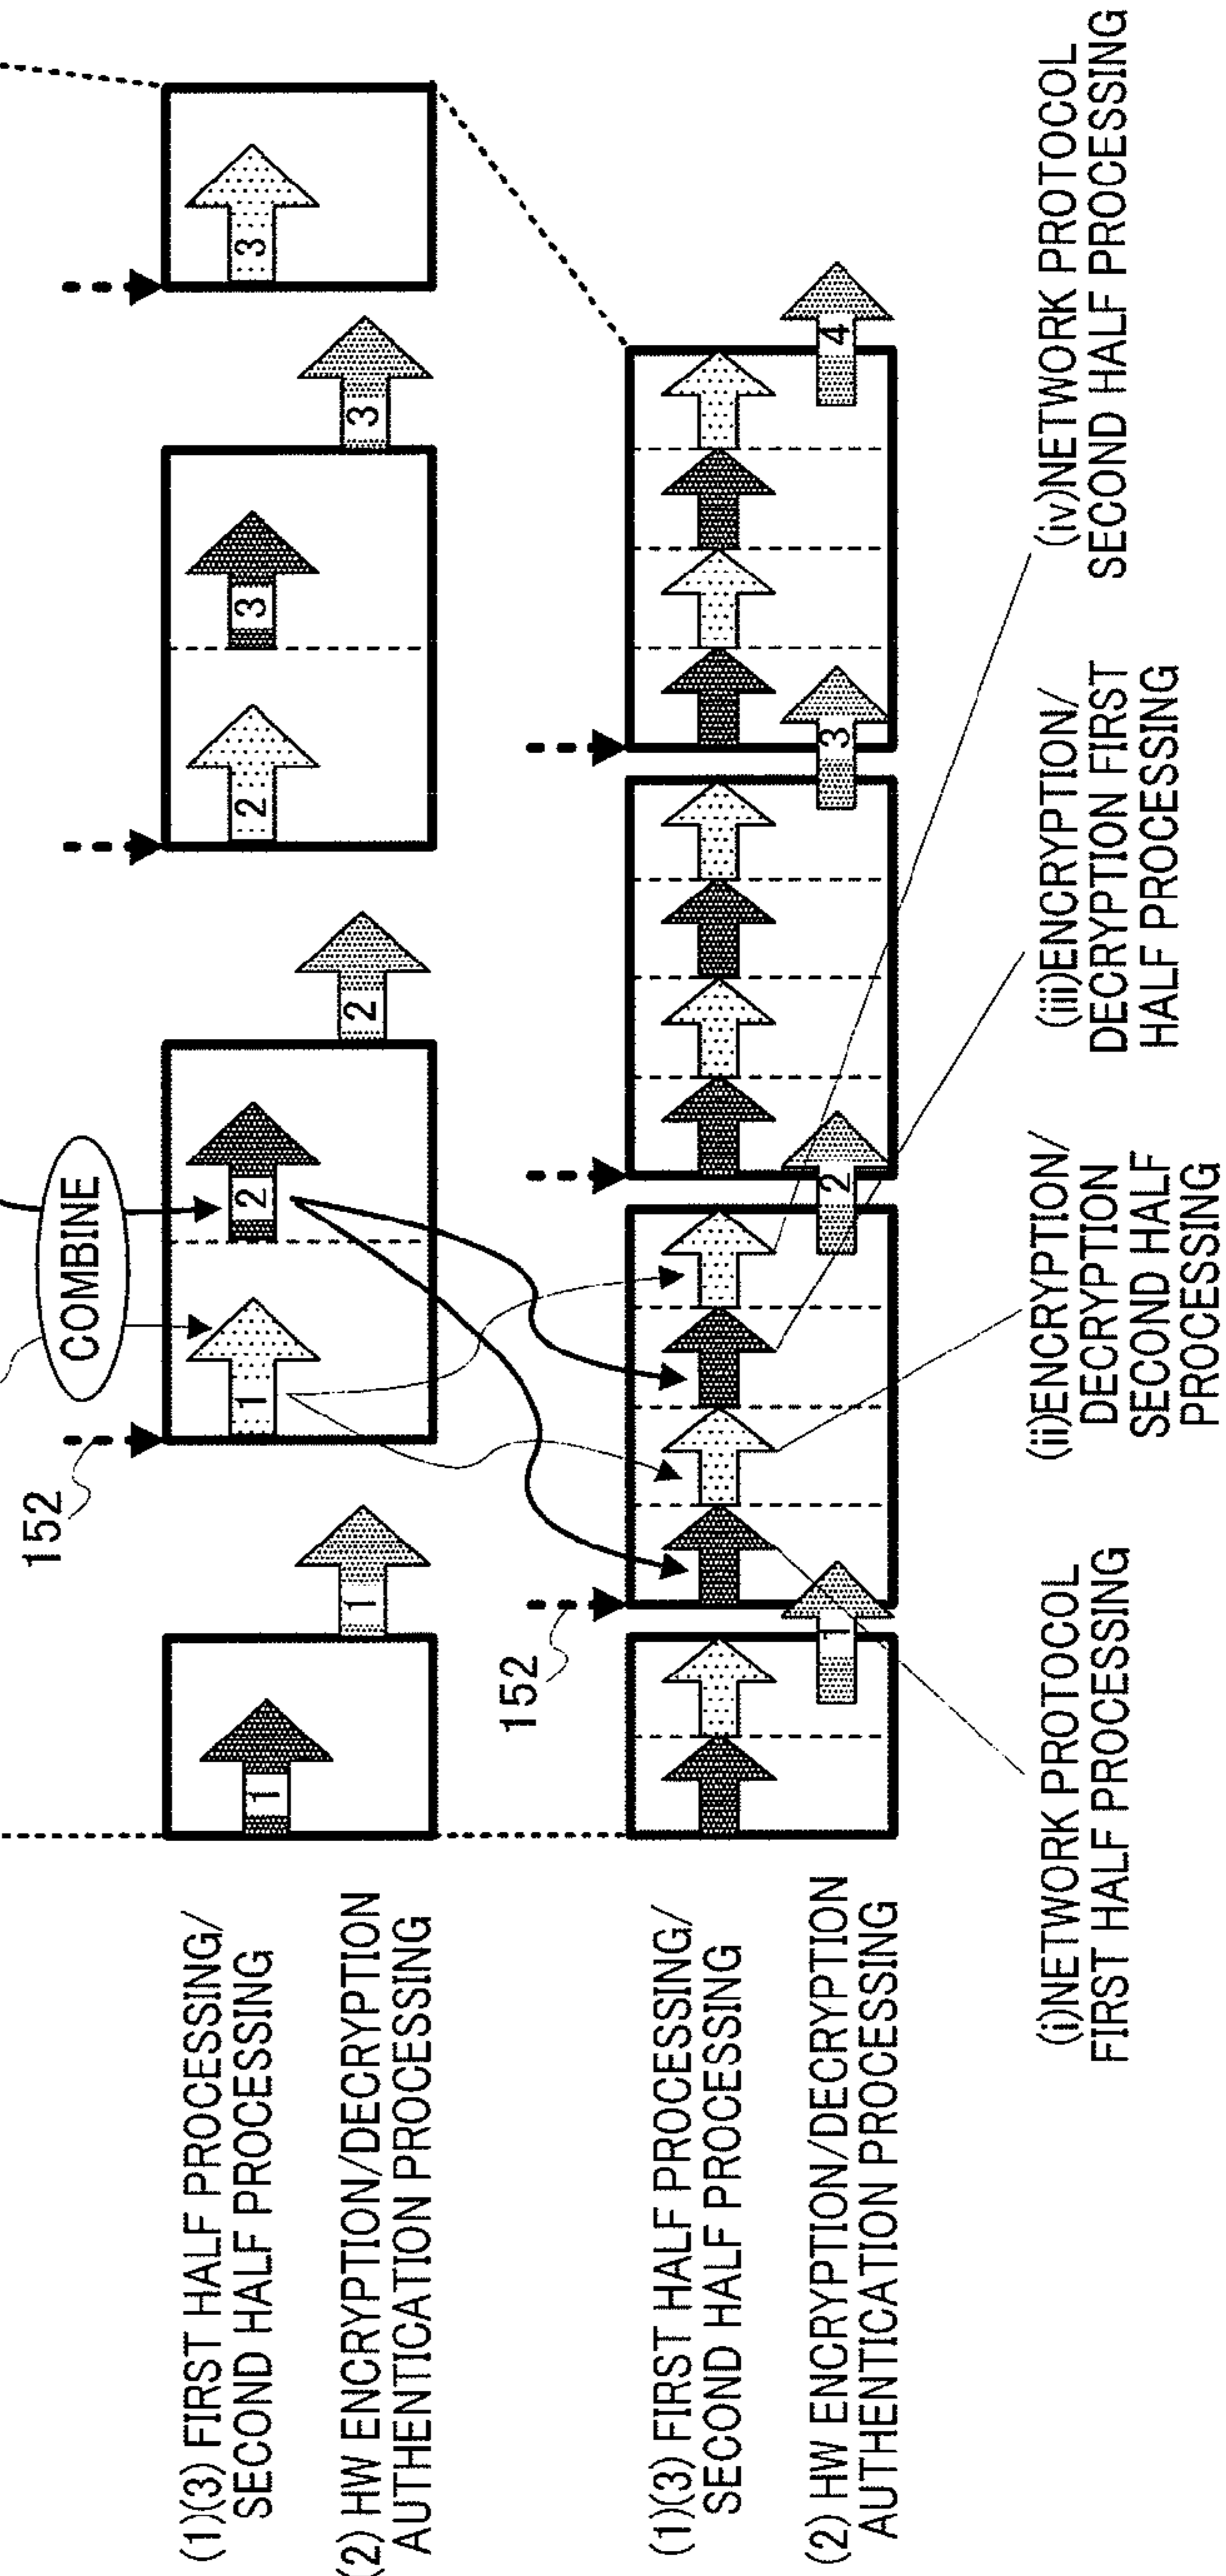 152
COMBINE
(1)(3) FIRST HALF PROCESSING/
SECOND HALF PROCESSING
1
1
2
2
3
3
(2) HW ENCRYPTION/DECRYPTION
AUTHENTICATION PROCESSING
1
2
3
152
(1)(3) FIRST HALF PROCESSING/
SECOND HALF PROCESSING
(2) HW ENCRYPTION/DECRYPTION
AUTHENTICATION PROCESSING
1
2
3
4
(i)NETWORK PROTOCOL
FIRST HALF PROCESSING
(ii)ENCRYPTION/
DECRYPTION
SECOND HALF
PROCESSING
(iii)ENCRYPTION/
DECRYPTION FIRST
HALF PROCESSING
(iv)NETWORK PROTOCOL
SECOND HALF PROCESSING